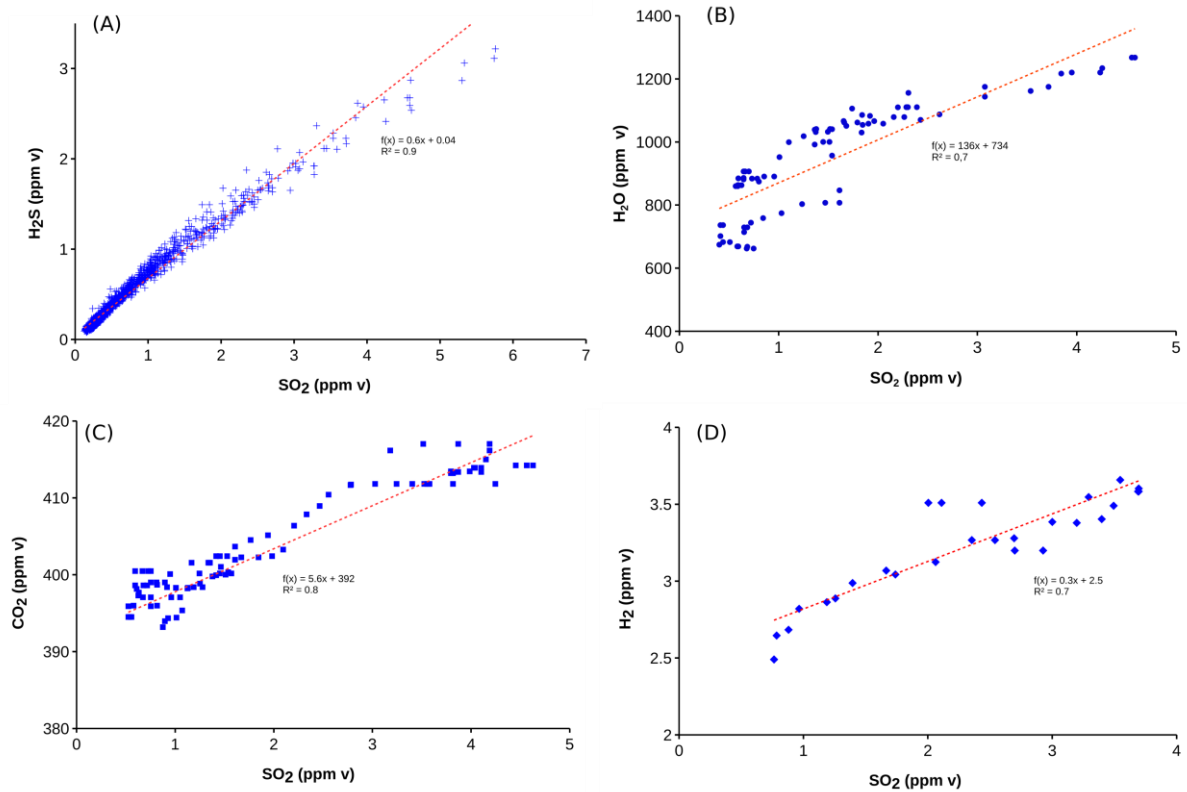 (A)
H2S (ppm v)
3
2
1
0
f(x) = 0.6x + 0.04
R² = 0.9
0 1 2 3 4 5 6 7
SO2 (ppm v)
(B)
H2O (ppm v)
1400
1200
1000
800
600
400
f(x) = 136x + 734
R² = 0,7
0 1 2 3 4 5
SO2 (ppm v)
(C)
CO2 (ppm v)
420
410
400
390
380
f(x) = 5.6x + 392
R² = 0.8
0 1 2 3 4 5
SO2 (ppm v)
(D)
H2 (ppm v)
4
3.5
3
2.5
2
f(x) = 0.3x + 2.5
R² = 0.7
0 1 2 3 4
SO2 (ppm v)